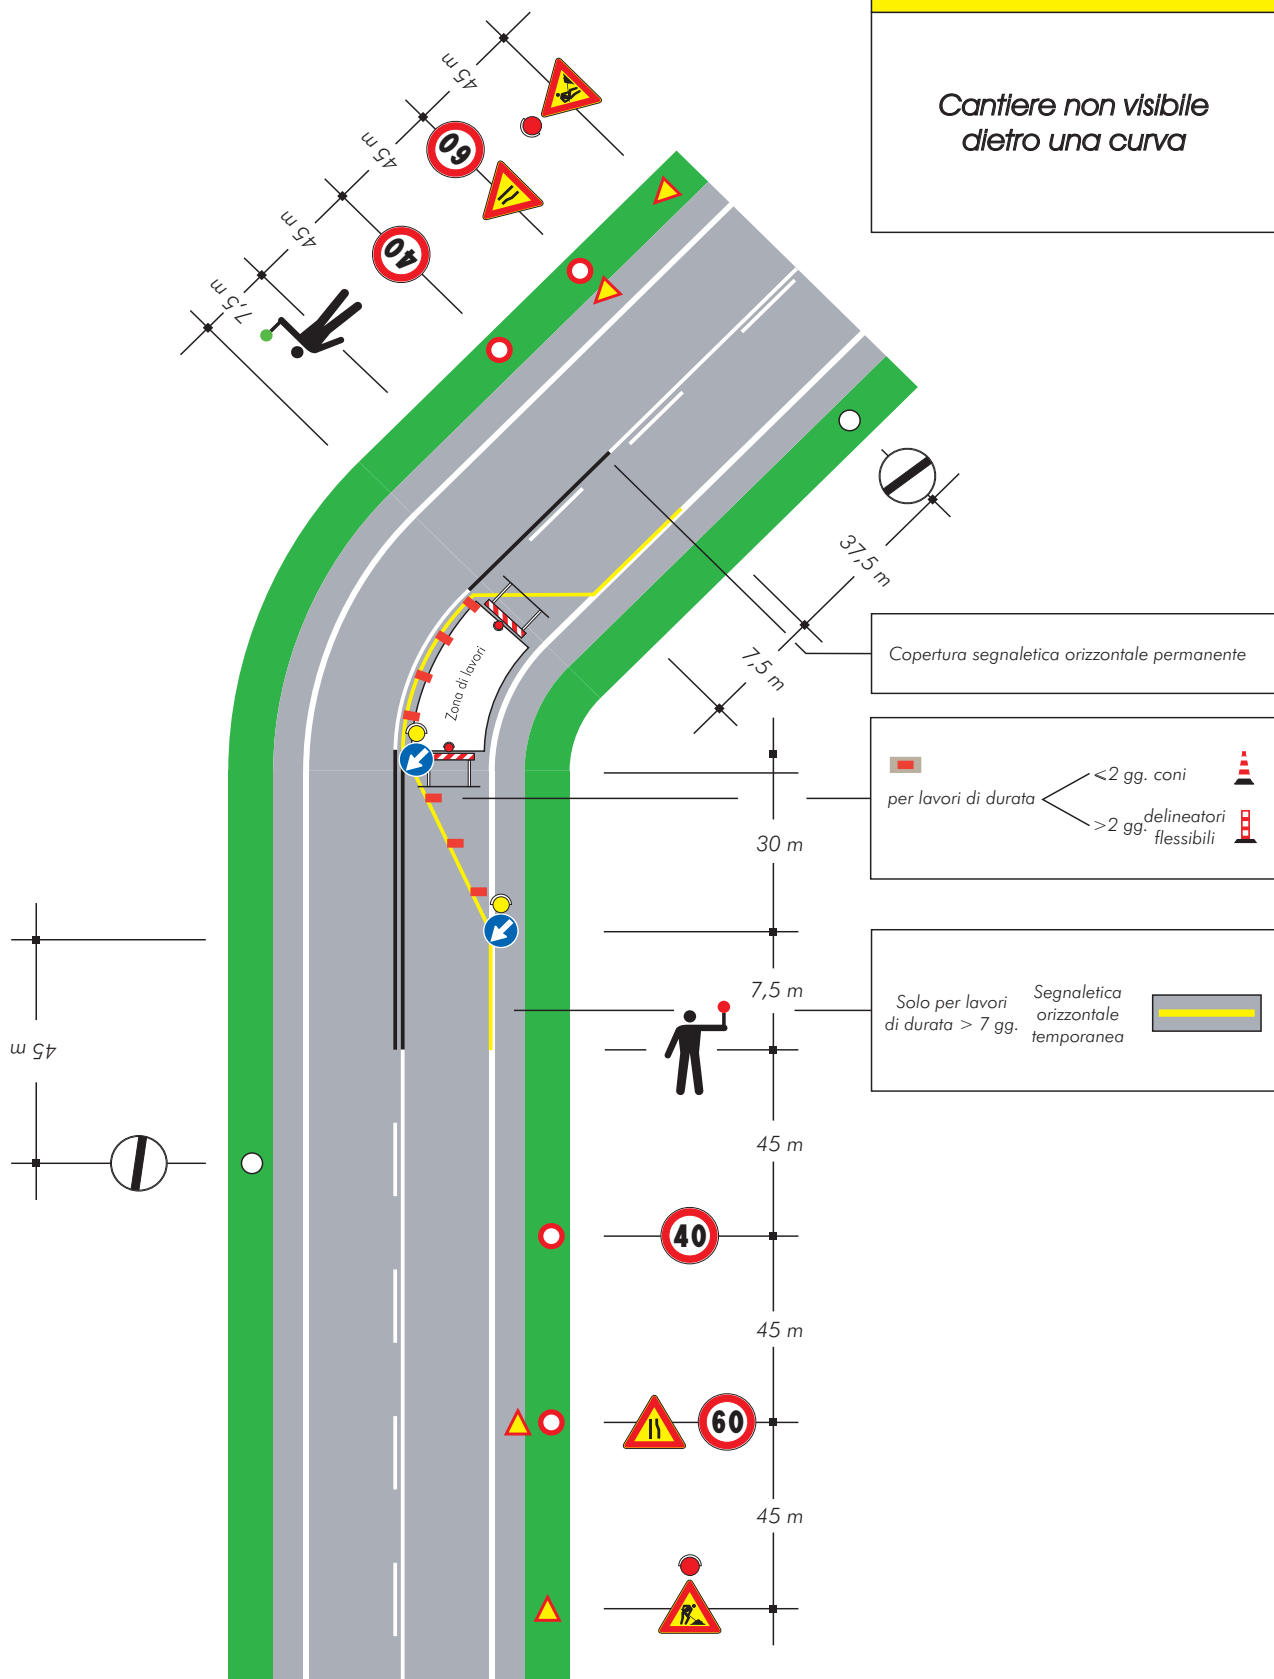 Cantiere non visibile
dietro una curva
45 m
45 m
60
45 m
40
7,5 m
37,5 m
7,5 m
Copertura segnaletica orizzontale permanente
Zona di lavori
per lavori di durata
<2 gg. coni
>2 gg. delineatori
flessibili
30 m
7,5 m
Solo per lavori
di durata > 7 gg.
Segnaletica
orizzontale
temporanea
45 m
45 m
40
45 m
60
45 m